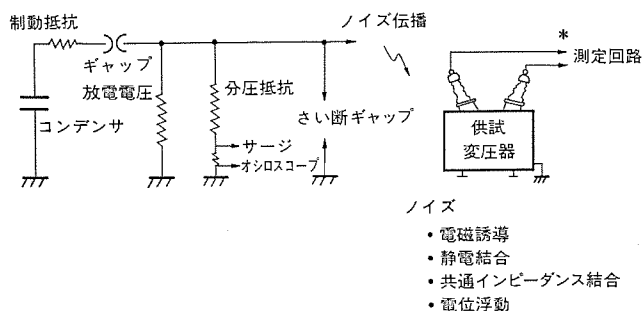 制動抵抗
ギャップ
放電電圧
コンデンサ
分圧抵抗
サージ
オシロスコープ
さい断ギャップ
ノイズ伝播
*
測定回路
供試
変圧器
ノイズ
・電磁誘導
・静電結合
・共通インピーダンス結合
・電位浮動